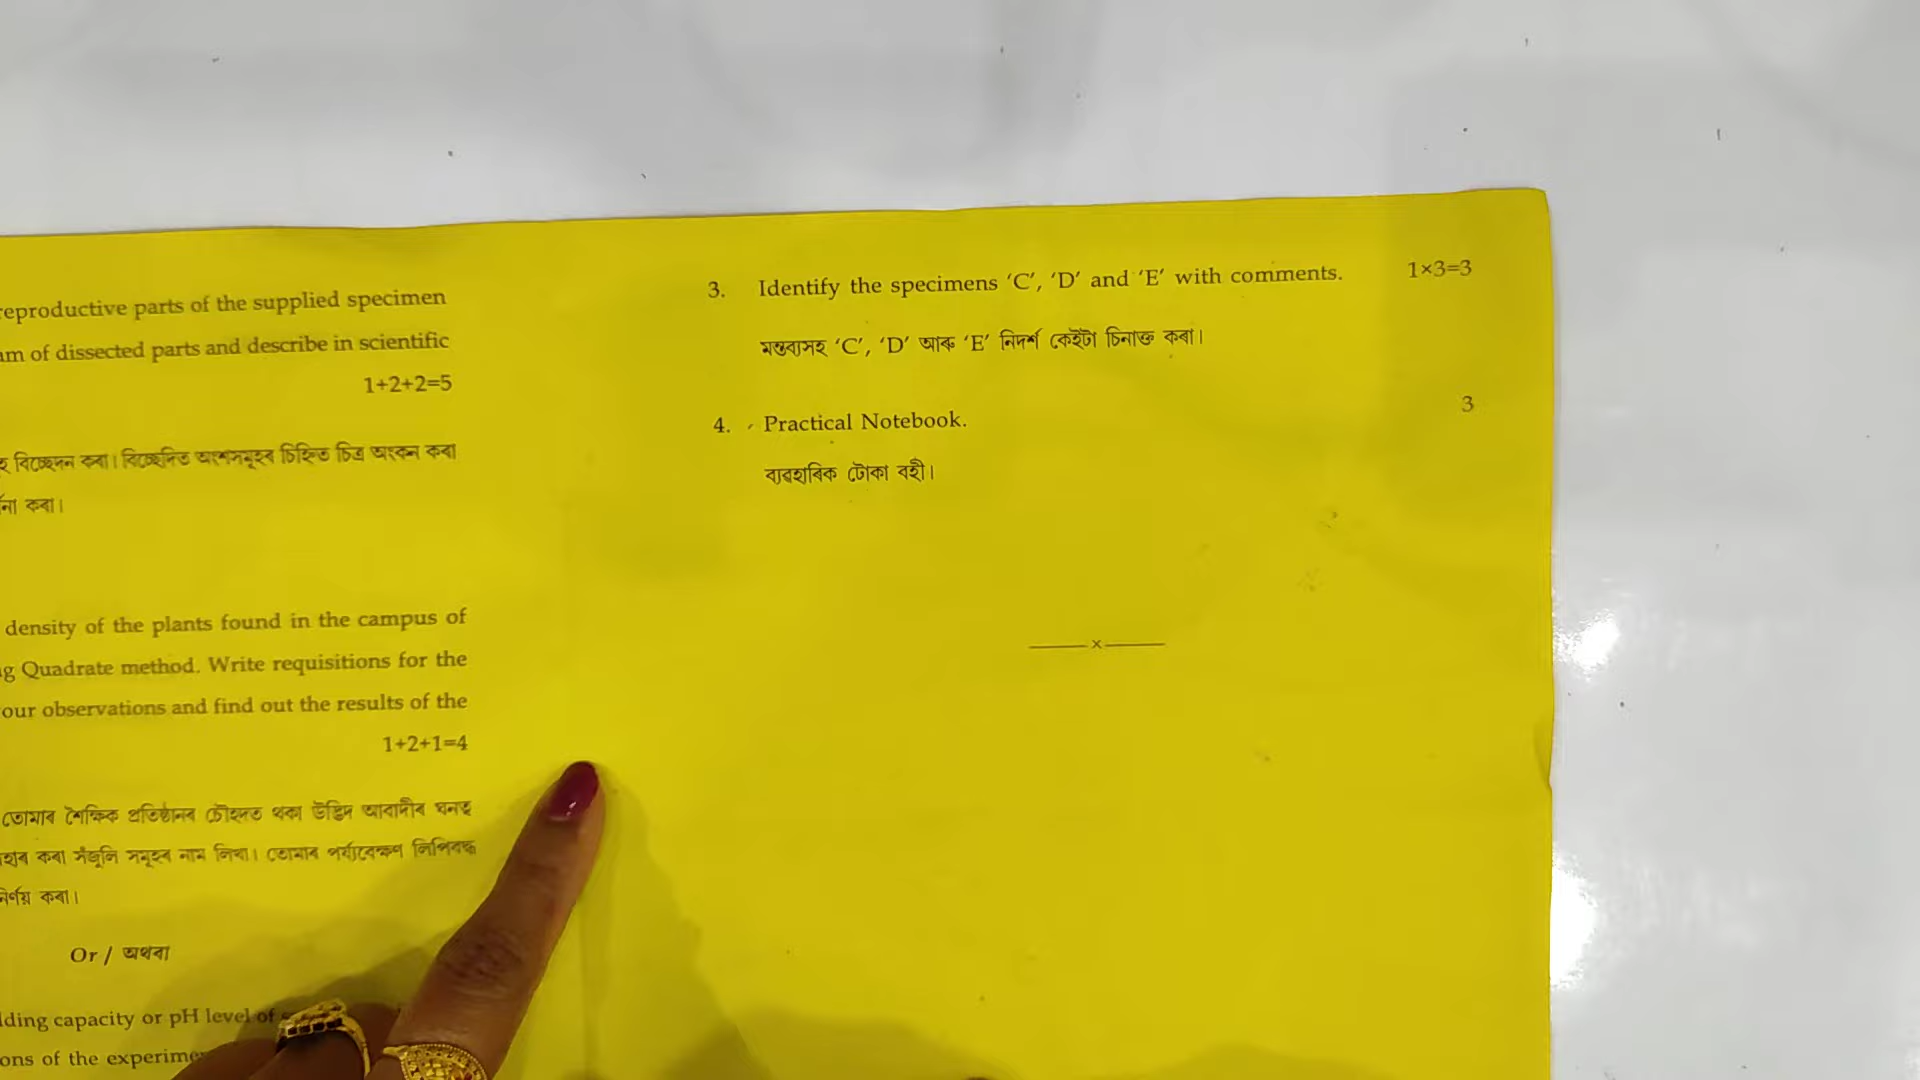 reproductive parts of the supplied specimen
am of dissected parts and describe in scientific
1+2+2=5
বিচ্ছেদন কৰা। বিচ্ছেদিত অংশসমূহৰ চিহ্নিত চিত্ৰ অংকন কৰা
কৰা।
density of the plants found in the campus of
Quadrate method. Write requisitions for the
our observations and find out the results of the
1+2+1=4
তোমাৰ শৈক্ষিক প্ৰতিষ্ঠানৰ চৌহদত থকা উদ্ভিদ আবাদীৰ ঘনত্ব
কৰা সঁজুলি সমূহৰ নাম লিখা। তোমাৰ পৰ্য্যবেক্ষণ লিপিবদ্ধ
নিৰ্ণয় কৰা।
Or / অথবা
lding capacity or pH level of
ons of the experime
3. Identify the specimens ‘C’, ‘D’ and ‘E’ with comments. 1×3=3
মন্তব্যসহ ‘C’, ‘D’ আৰু ‘E’ নিদৰ্শ কেইটা চিনাক্ত কৰা।
4. Practical Notebook. 3
ব্যৱহাৰিক টোকা বহী।
——×——